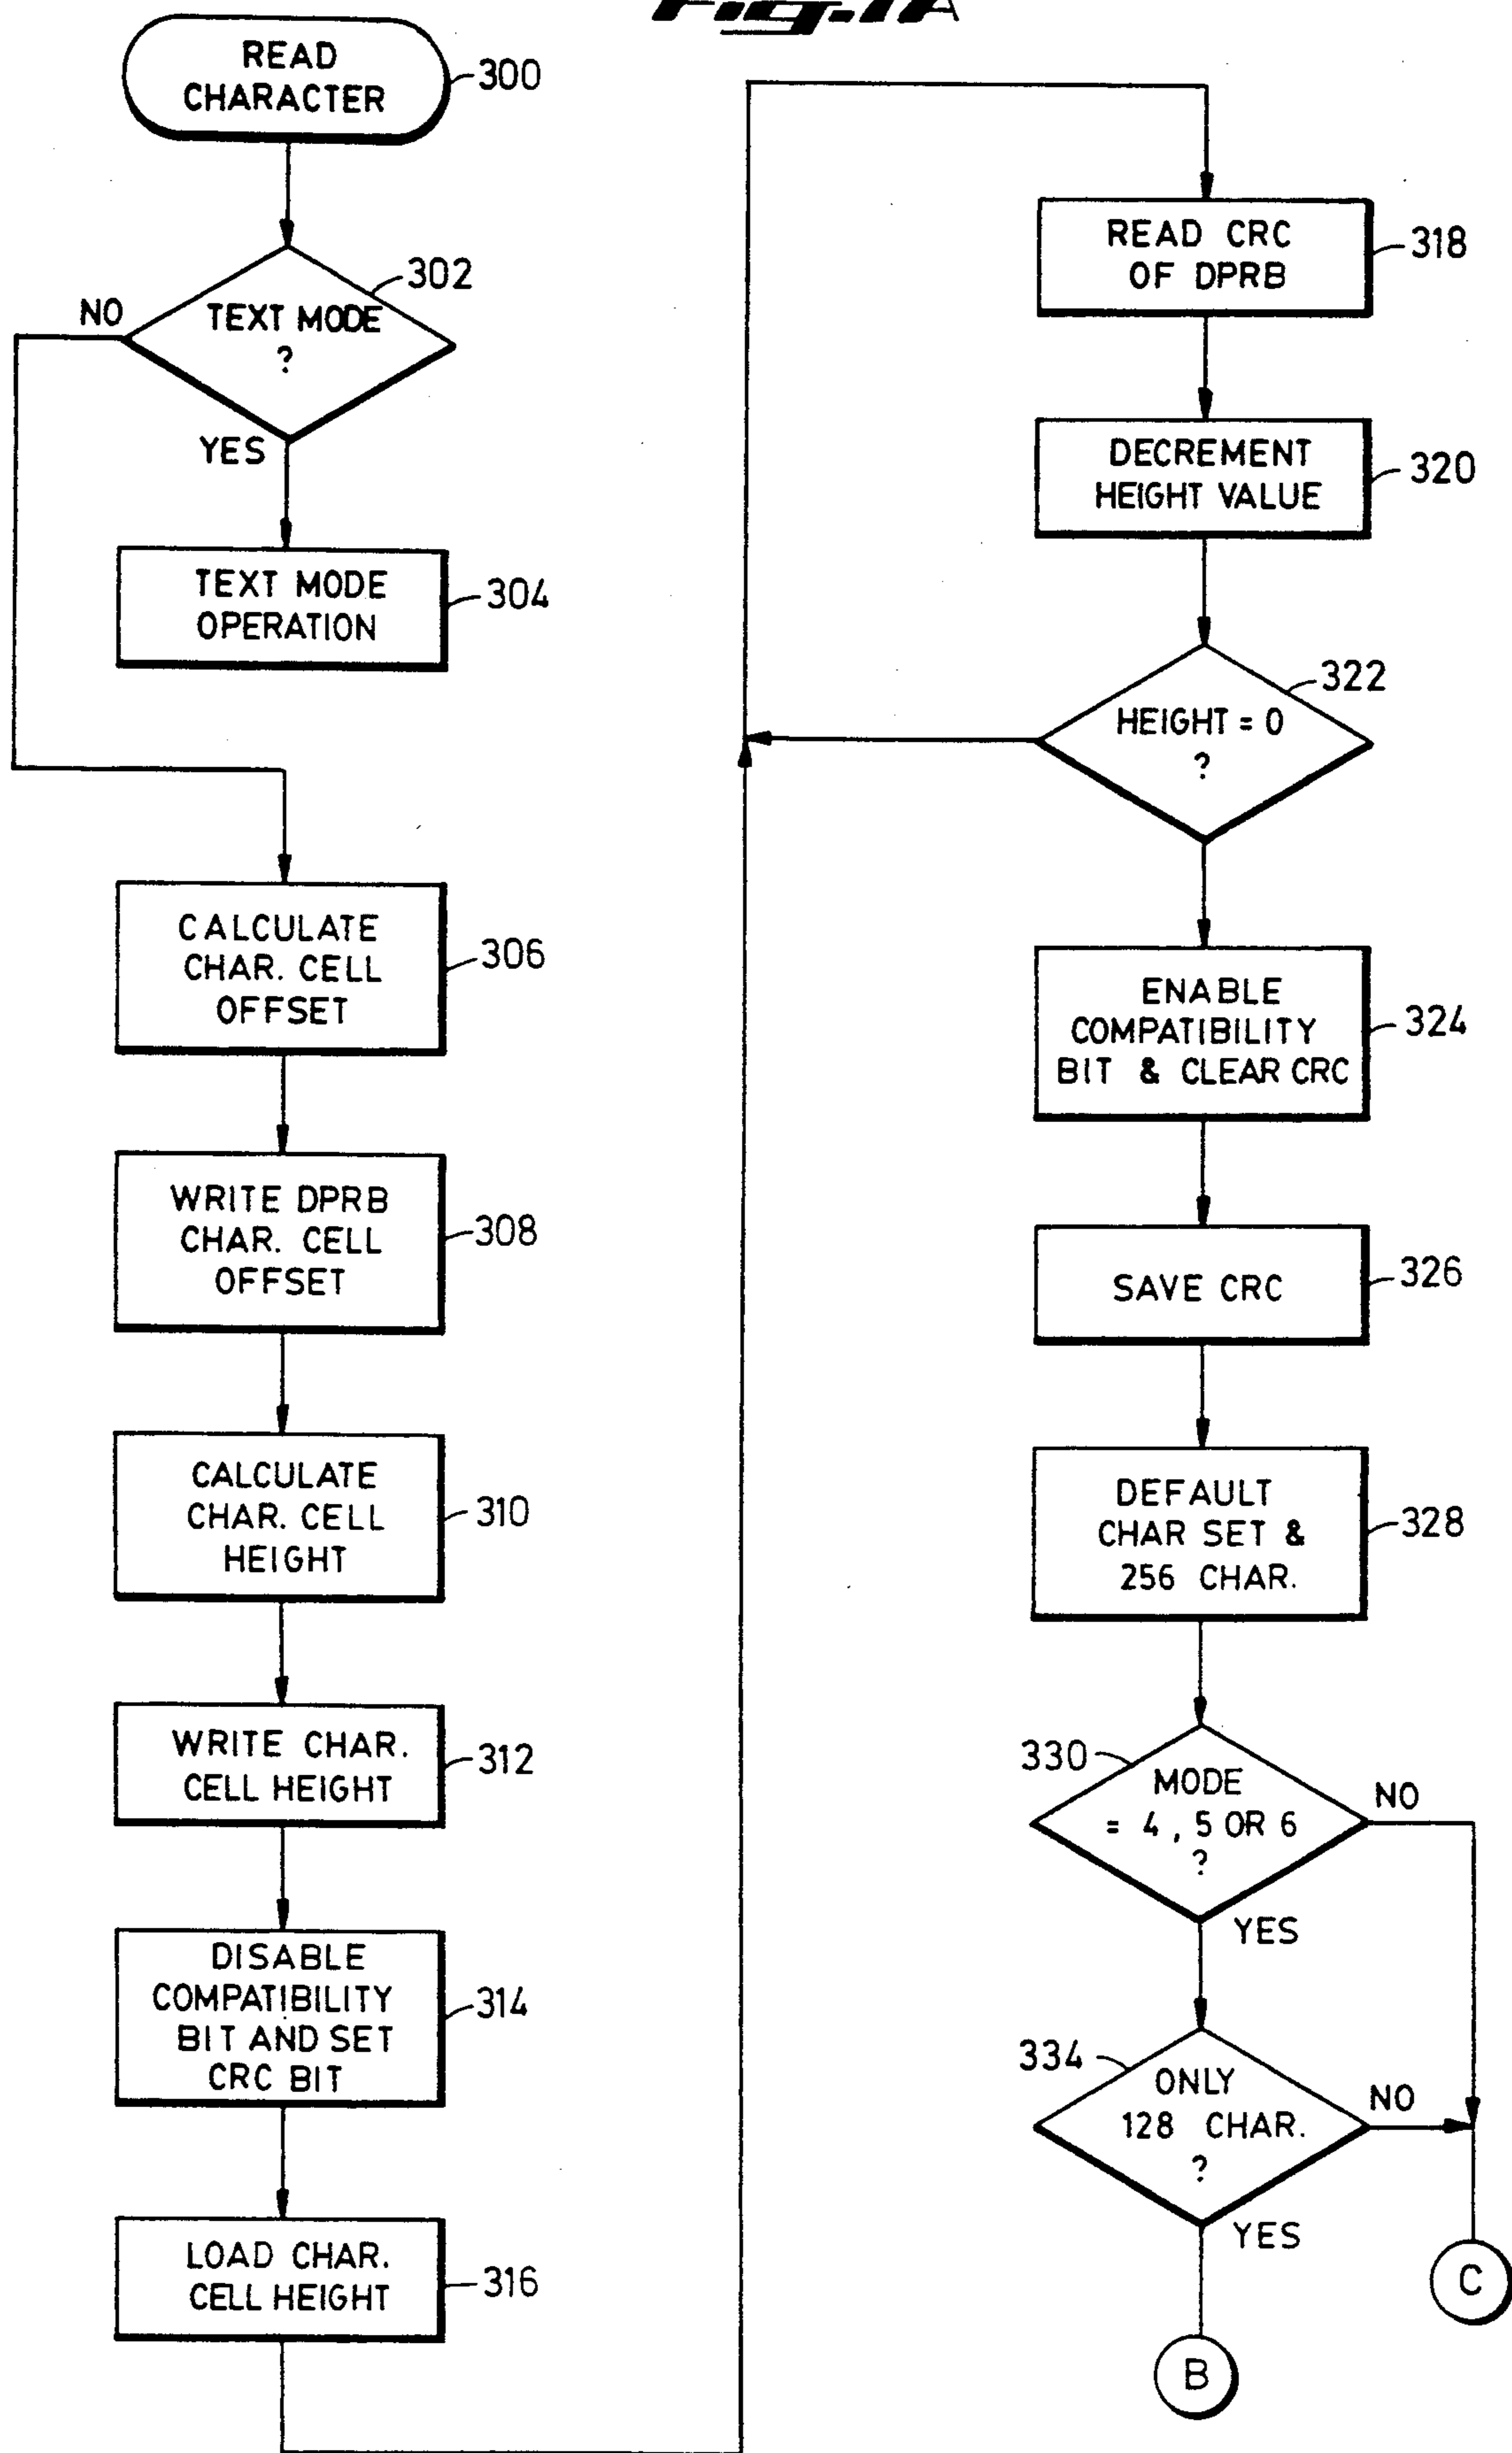 READ
CHARACTER
300
302
NO
TEXT MODE
?
YES
TEXT MODE
OPERATION
304
CALCULATE
CHAR. CELL
OFFSET
306
WRITE DPRB
CHAR. CELL
OFFSET
308
CALCULATE
CHAR. CELL
HEIGHT
310
WRITE CHAR.
CELL HEIGHT
312
DISABLE
COMPATIBILITY
BIT AND SET
CRC BIT
314
LOAD CHAR.
CELL HEIGHT
316
READ CRC
OF DPRB
318
DECREMENT
HEIGHT VALUE
320
322
HEIGHT = 0
?
ENABLE
COMPATIBILITY
BIT & CLEAR CRC
324
SAVE CRC
326
DEFAULT
CHAR SET &
256 CHAR.
328
330
MODE
= 4, 5 OR 6
?
NO
YES
334
ONLY
128 CHAR.
?
NO
YES
C
B